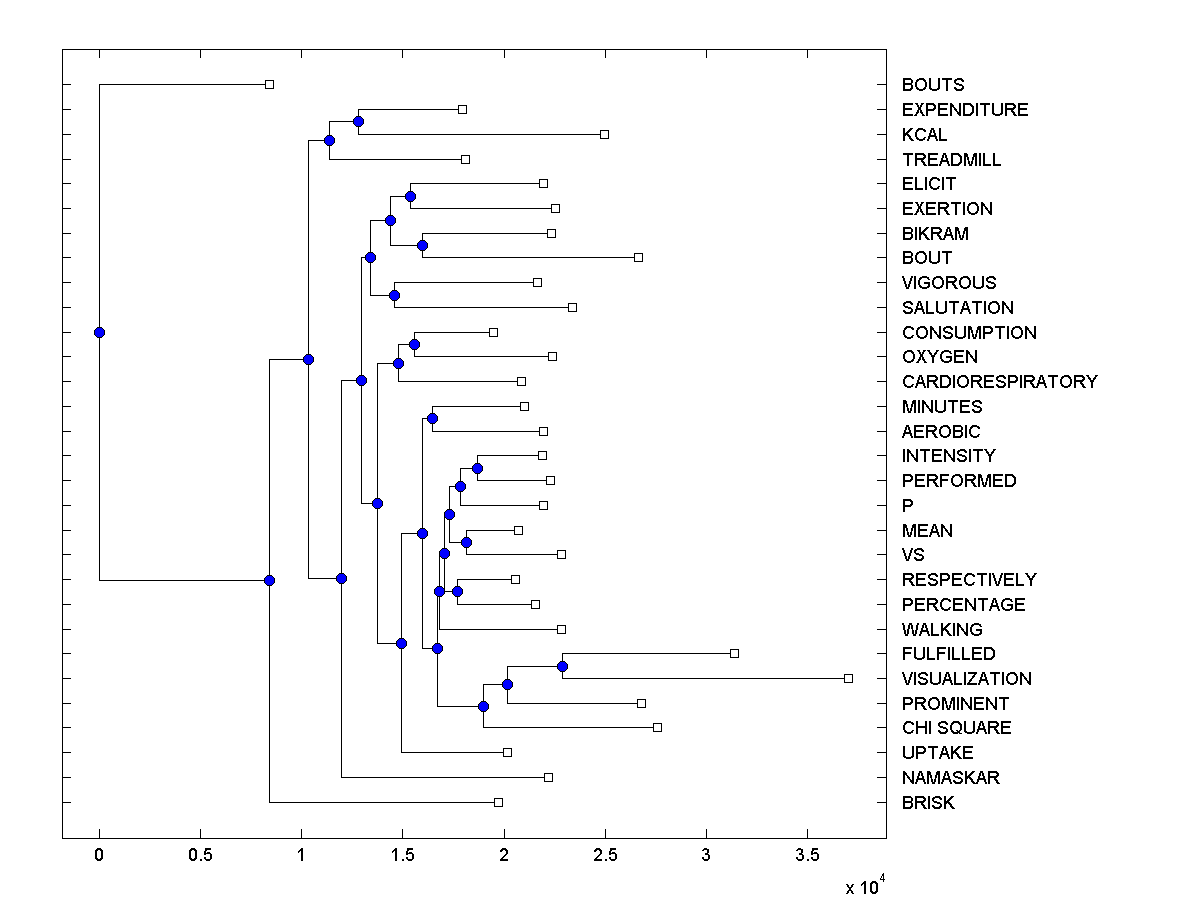 BOUTS
EXPENDITURE
KCAL
TREADMILL
ELICIT
EXERTION
BIKRAM
BOUT
VIGOROUS
SALUTATION
CONSUMPTION
OXYGEN
CARDIORESPIRATORY
MINUTES
AEROBIC
INTENSITY
PERFORMED
P
MEAN
VS
RESPECTIVELY
PERCENTAGE
WALKING
FULFILLED
VISUALIZATION
PROMINENT
CHI SQUARE
UPTAKE
NAMASKAR
BRISK
0 0.5 1 1.5 2 2.5 3 3.5
x 10^4